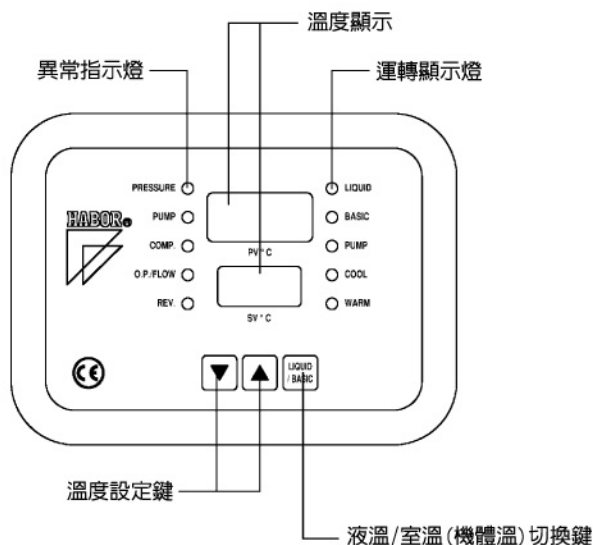 溫度顯示
異常指示燈
運轉顯示燈
PRESSURE
LIQUID
HABOR®
PUMP
BASIC
COMP.
PV°C
PUMP
O.P./FLOW
COOL
REV.
SV°C
WARM
CE
▼
▲
LIQUID
/ BASIC
溫度設定鍵
液溫/室溫(機體溫)切換鍵